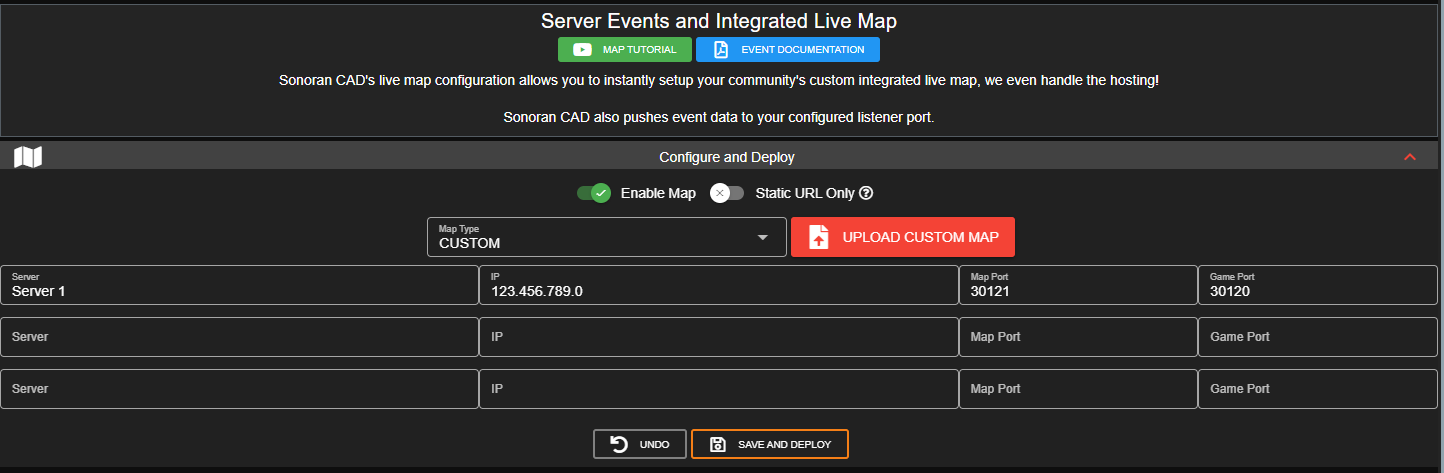 Server Events and Integrated Live Map
MAP TUTORIAL EVENT DOCUMENTATION
Sonoran CAD's live map configuration allows you to instantly setup your community's custom integrated live map, we even handle the hosting!
Sonoran CAD also pushes event data to your configured listener port.
Configure and Deploy
Enable Map Static URL Only
Map Type
CUSTOM
UPLOAD CUSTOM MAP
Server IP Map Port Game Port
Server 1 123.456.789.0 30121 30120
Server IP Map Port Game Port
Server IP Map Port Game Port
UNDO SAVE AND DEPLOY